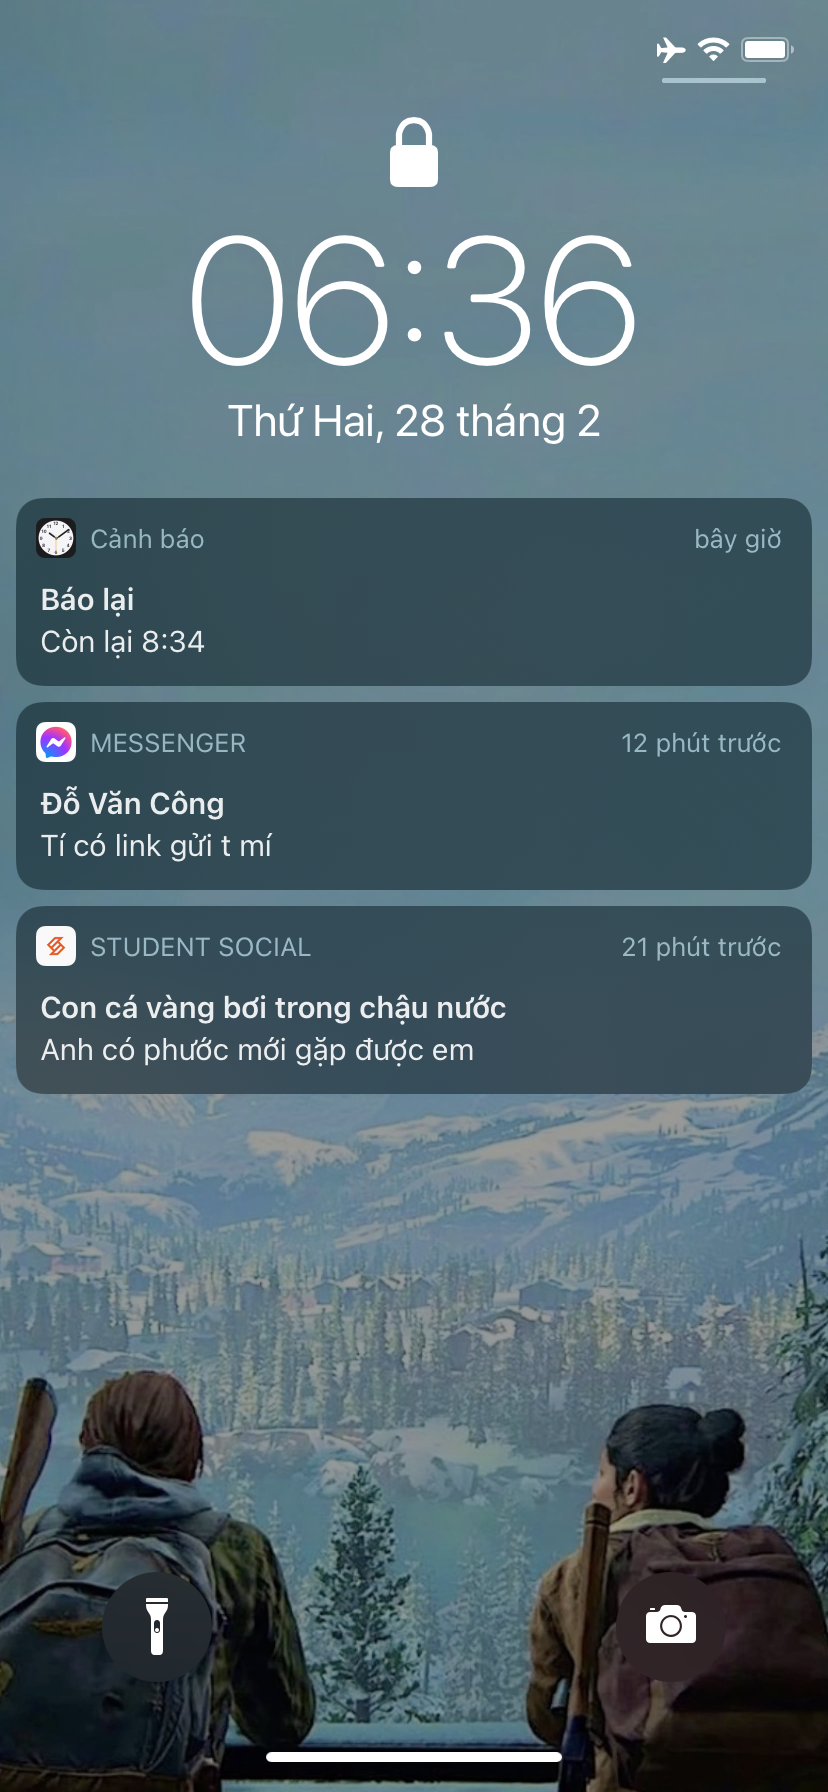 06:36
Thứ Hai, 28 tháng 2
Cảnh báo
bây giờ
Báo lại
Còn lại 8:34
MESSENGER
12 phút trước
Đỗ Văn Công
Tí có link gửi t mí
STUDENT SOCIAL
21 phút trước
Con cá vàng bơi trong chậu nước
Anh có phước mới gặp được em